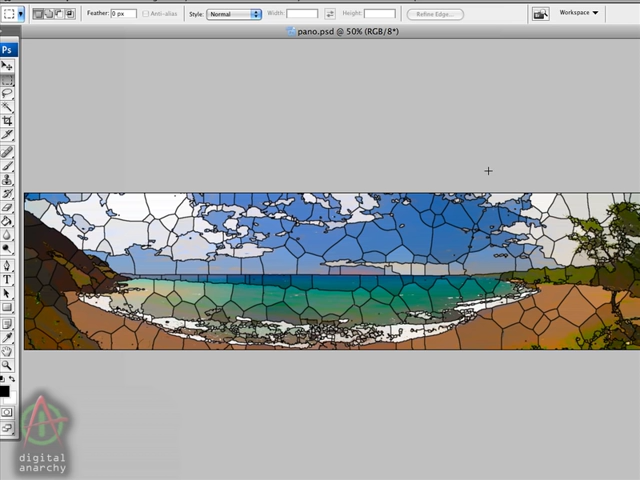 Feather: 0 px Anti-alias Style: Normal Width: Height: Refine Edge... Workspace
pano.psd @ 50% (RGB/8*)
Ps
T
digital
anarchy